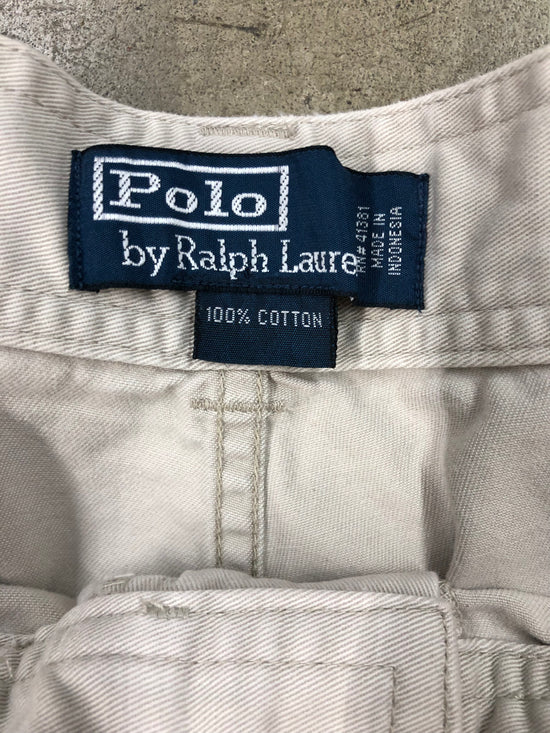 Polo
by Ralph Laure
RN# 41381
MADE IN
INDONESIA
100% COTTON